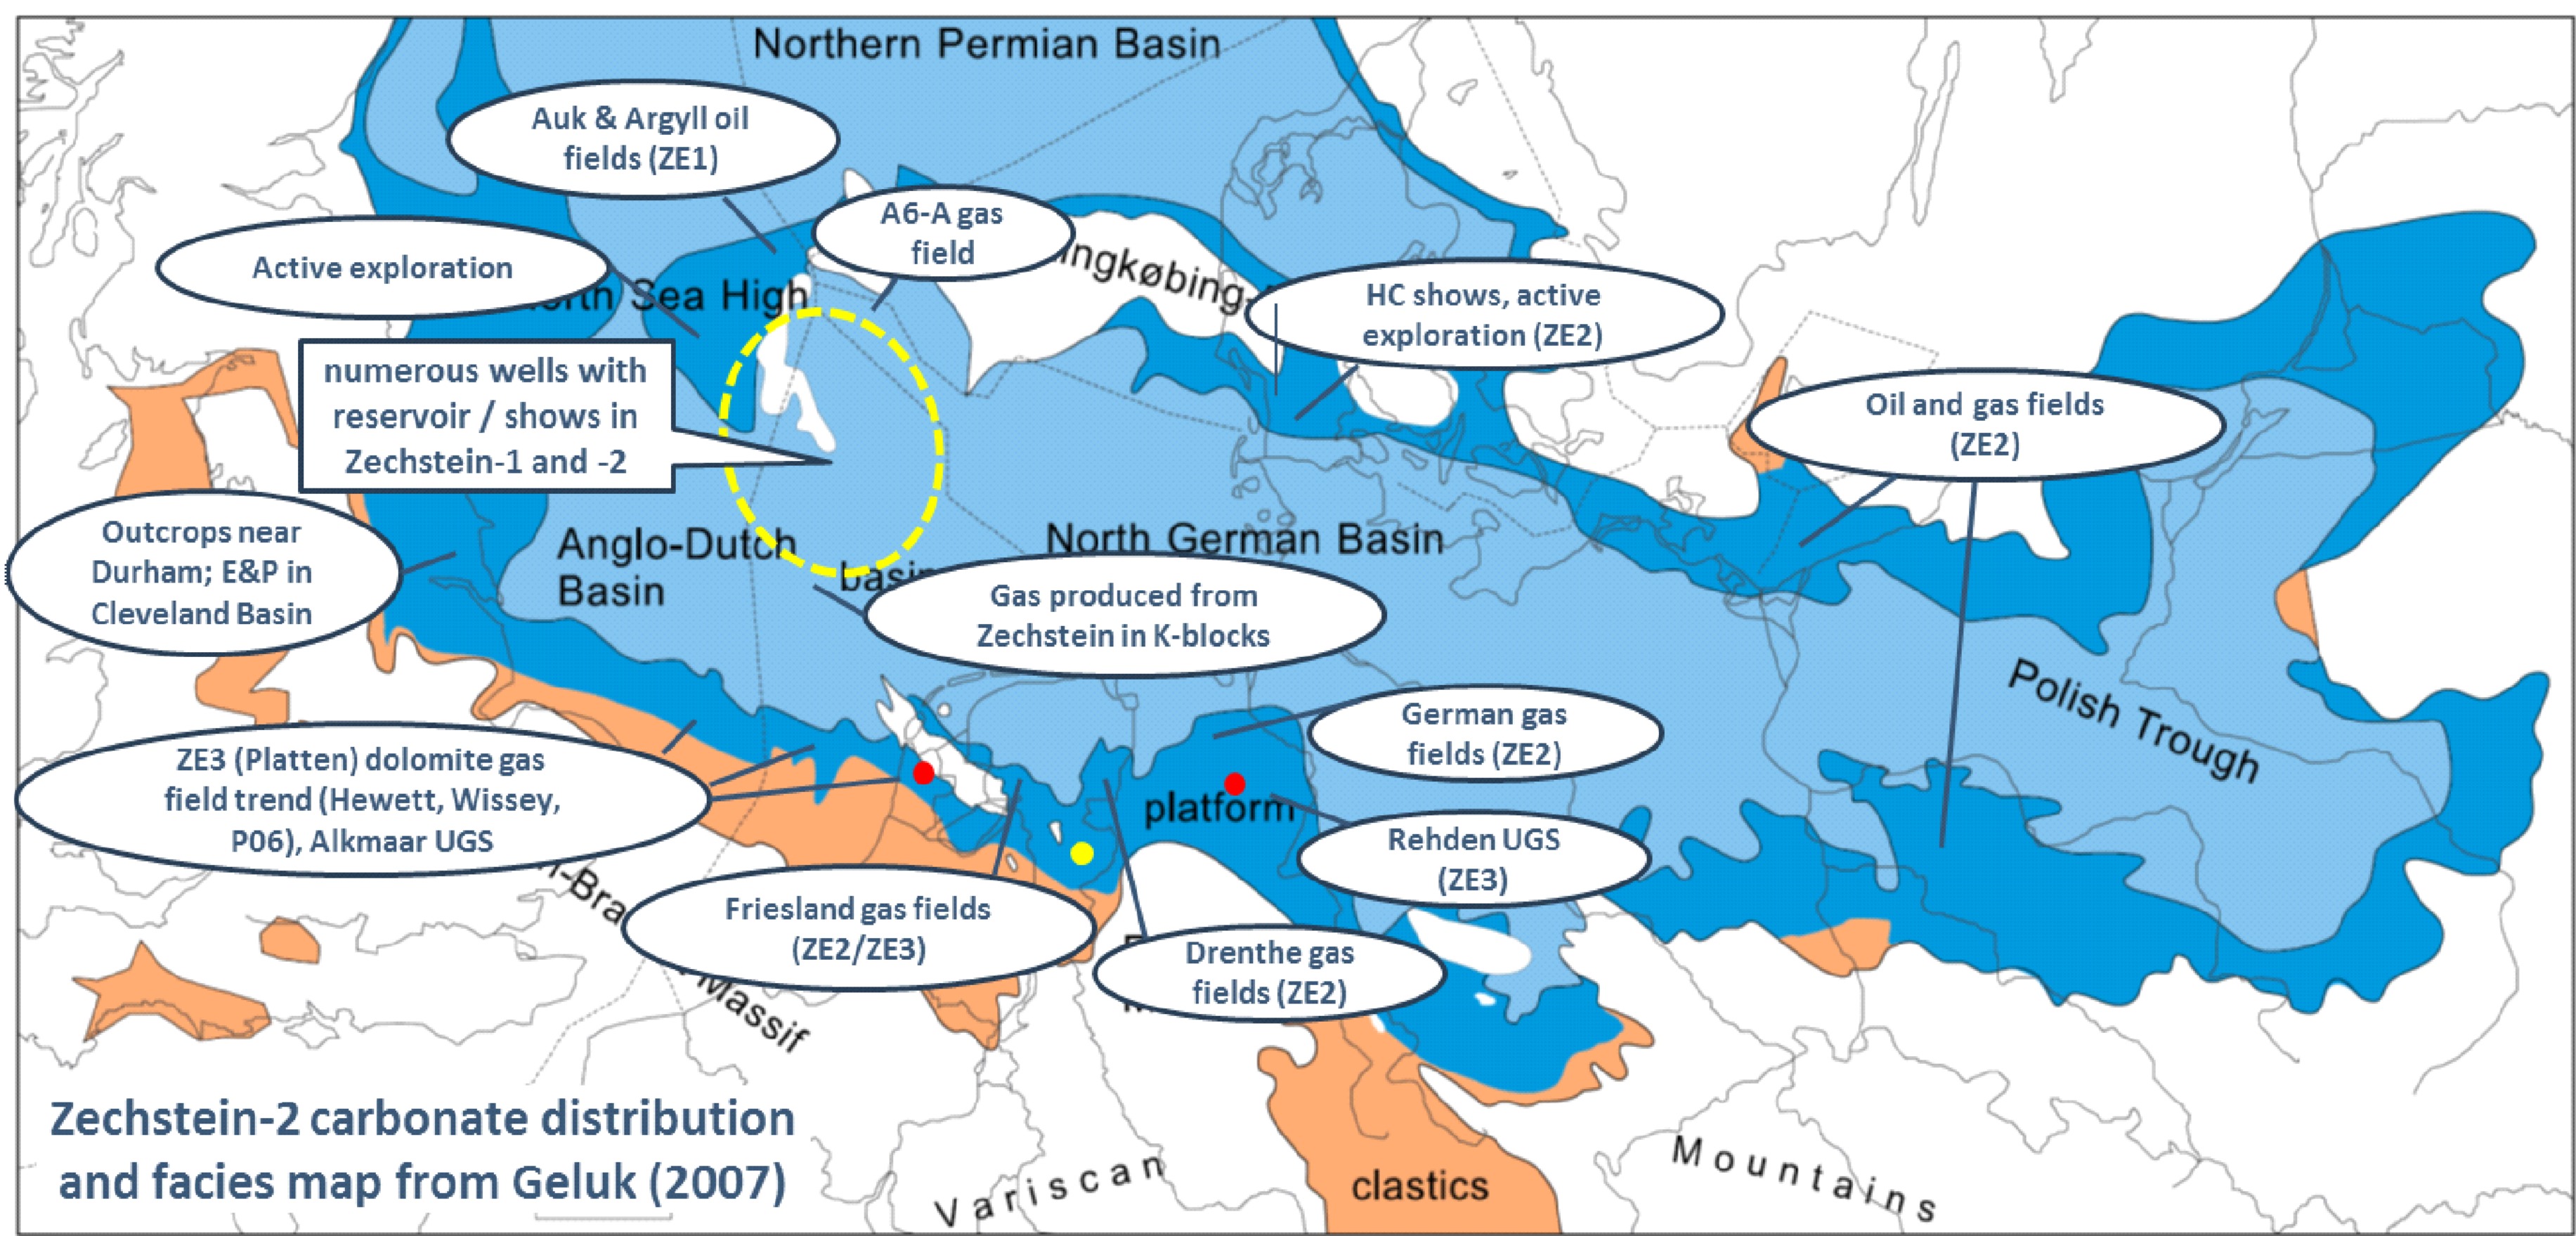 Northern Permian Basin
Auk & Argyll oil
fields (ZE1)
A6-A gas
field
Active exploration
Sea High
ingkøbing-
HC shows, active
exploration (ZE2)
numerous wells with
reservoir / shows in
Zechstein-1 and -2
Oil and gas fields
(ZE2)
Outcrops near
Durham; E&P in
Cleveland Basin
Anglo-Dutch
Basin
basin
North German Basin
Gas produced from
Zechstein in K-blocks
Polish Trough
German gas
fields (ZE2)
ZE3 (Platten) dolomite gas
field trend (Hewett, Wissey,
P06), Alkmaar UGS
platform
Rehden UGS
(ZE3)
n-Bra
Massif
Friesland gas fields
(ZE2/ZE3)
Drenthe gas
fields (ZE2)
Zechstein-2 carbonate distribution
and facies map from Geluk (2007)
Variscan
Mountains
clastics